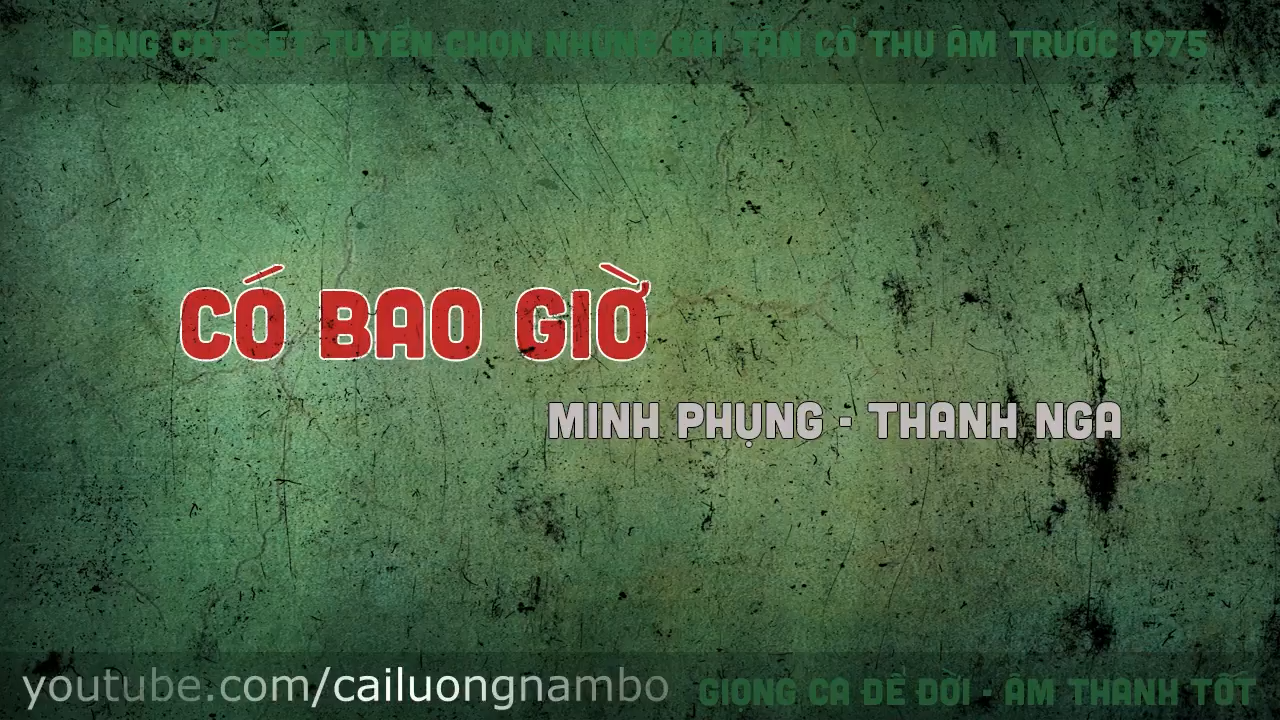 BĂNG CÁT-SÉT TUYỂN CHỌN NHỮNG BÀI TÂN CỔ THU ÂM TRƯỚC 1975
CÓ BAO GIỜ
MINH PHỤNG - THANH NGA
youtube.com/cailuongnambo
GIỌNG CA ĐỂ ĐỜI - ÂM THANH TỐT